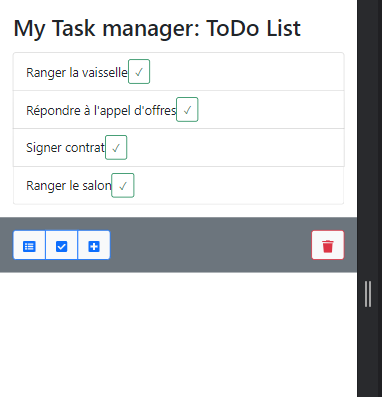 My Task manager: ToDo List
Ranger la vaisselle ✓
Répondre à l'appel d'offres ✓
Signer contrat ✓
Ranger le salon ✓